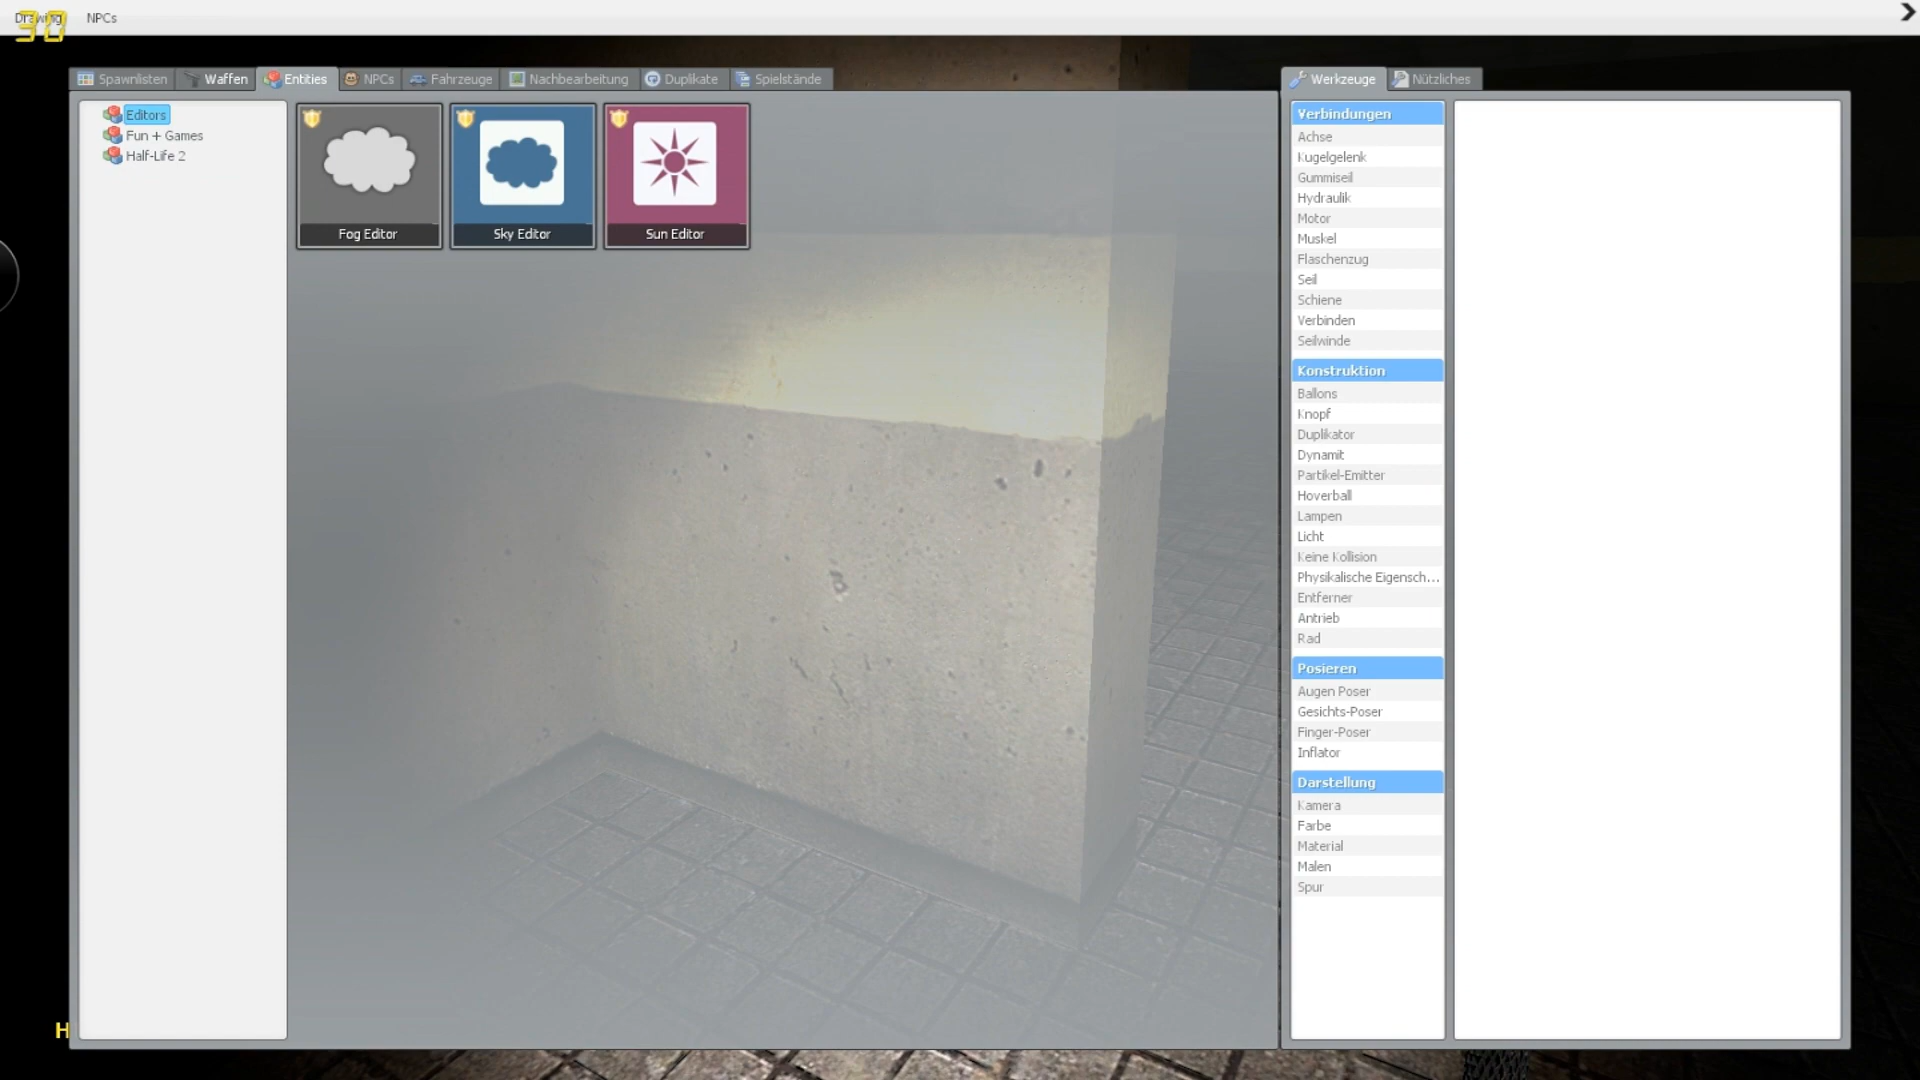 Drawing NPCs
30
Spawnlisten Waffen Entities NPCs Fahrzeuge Nachbearbeitung Duplikate Spielstände
Editors
Fun + Games
Half-Life 2
Fog Editor Sky Editor Sun Editor
H
Werkzeuge Nützliches
Verbindungen
Achse
Kugelgelenk
Gummiseil
Hydraulik
Motor
Muskel
Flaschenzug
Seil
Schiene
Verbinden
Seilwinde
Konstruktion
Ballons
Knopf
Duplikator
Dynamit
Partikel-Emitter
Hoverball
Lampen
Licht
Keine Kollision
Physikalische Eigensch...
Entferner
Antrieb
Rad
Posieren
Augen Poser
Gesichts-Poser
Finger-Poser
Inflator
Darstellung
Kamera
Farbe
Material
Malen
Spur